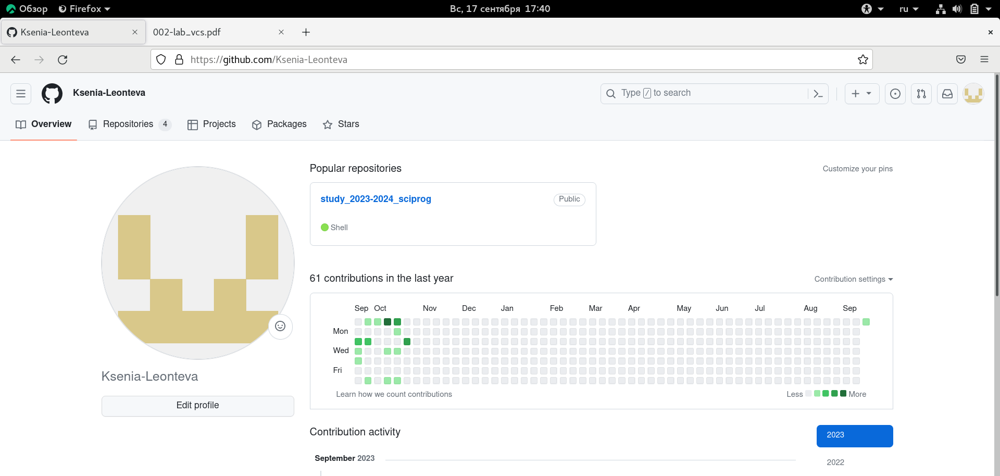 Обзор Firefox Вс, 17 сентября 17:40 ru
Ksenia-Leonteva 002-lab_vcs.pdf
https://github.com/Ksenia-Leonteva
Ksenia-Leonteva Type / to search
Overview Repositories 4 Projects Packages Stars
Popular repositories Customize your pins
study_2023-2024_sciprog Public
Shell
61 contributions in the last year Contribution settings
Sep Oct Nov Dec Jan Feb Mar Apr May Jun Jul Aug Sep
Mon
Wed
Fri
Learn how we count contributions Less More
Ksenia-Leonteva
Edit profile
Contribution activity 2023
September 2023
2022